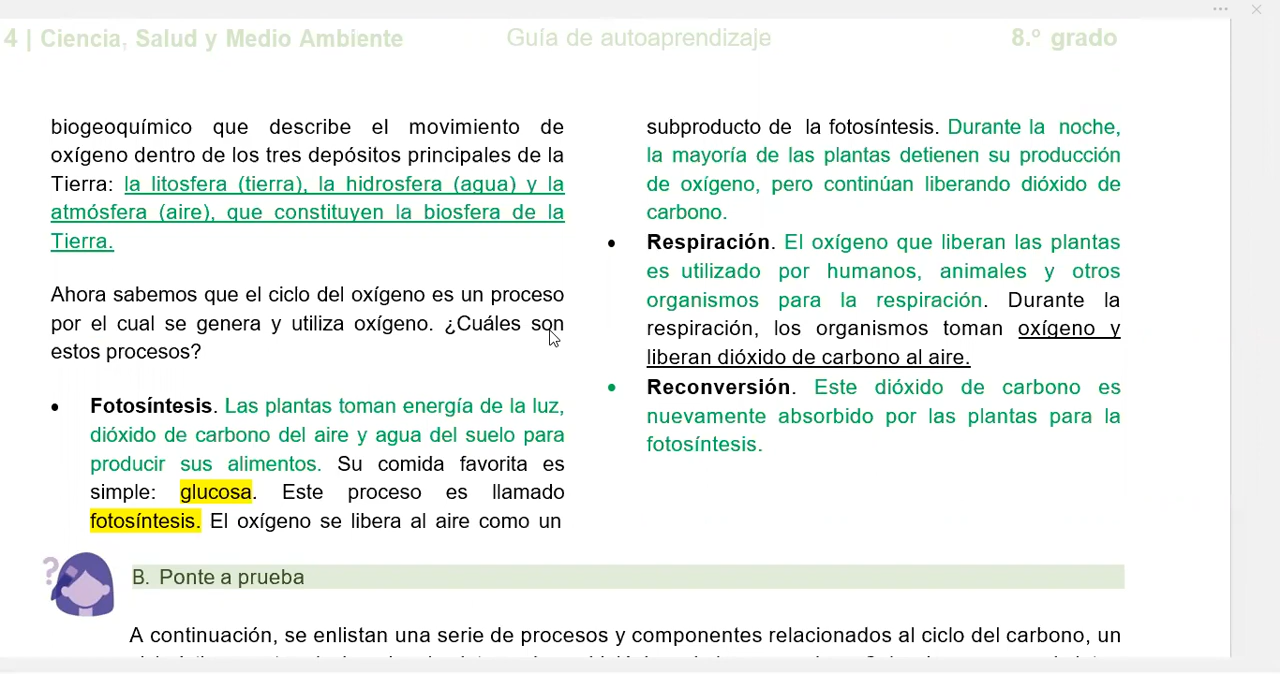 4 | Ciencia, Salud y Medio Ambiente
Guía de autoaprendizaje
8.º grado
biogeoquímico que describe el movimiento de
oxígeno dentro de los tres depósitos principales de la
Tierra: la litosfera (tierra), la hidrosfera (agua) y la
atmósfera (aire), que constituyen la biosfera de la
Tierra.
Ahora sabemos que el ciclo del oxígeno es un proceso
por el cual se genera y utiliza oxígeno. ¿Cuáles son
estos procesos?
• Fotosíntesis. Las plantas toman energía de la luz,
dióxido de carbono del aire y agua del suelo para
producir sus alimentos. Su comida favorita es
simple: glucosa. Este proceso es llamado
fotosíntesis. El oxígeno se libera al aire como un
subproducto de la fotosíntesis. Durante la noche,
la mayoría de las plantas detienen su producción
de oxígeno, pero continúan liberando dióxido de
carbono.
• Respiración. El oxígeno que liberan las plantas
es utilizado por humanos, animales y otros
organismos para la respiración. Durante la
respiración, los organismos toman oxígeno y
liberan dióxido de carbono al aire.
• Reconversión. Este dióxido de carbono es
nuevamente absorbido por las plantas para la
fotosíntesis.
?
B. Ponte a prueba
A continuación, se enlistan una serie de procesos y componentes relacionados al ciclo del carbono, un